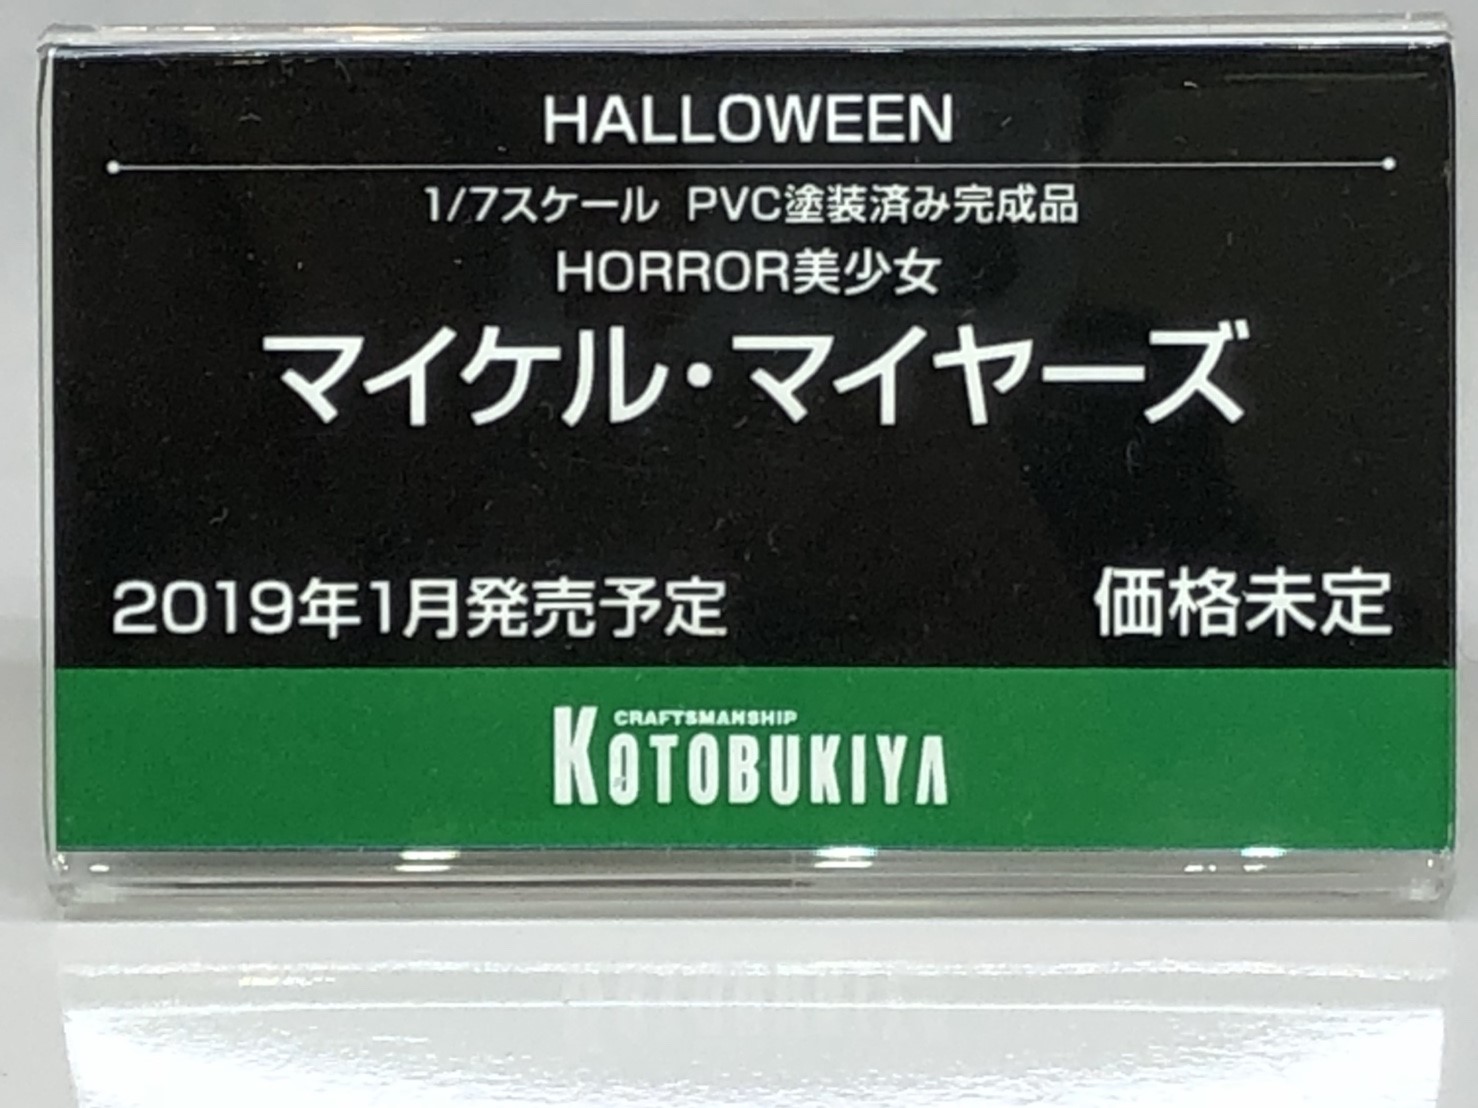 HALLOWEEN
1/7スケール PVC塗装済み完成品
HORROR美少女
マイケル・マイヤーズ
2019年1月発売予定 価格未定
CRAFTSMANSHIP
KOTOBUKIYA